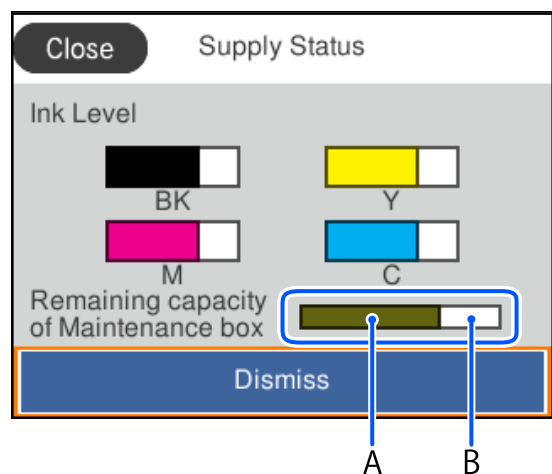 Close
Supply Status
Ink Level
BK
Y
M
C
Remaining capacity
of Maintenance box
Dismiss
A
B